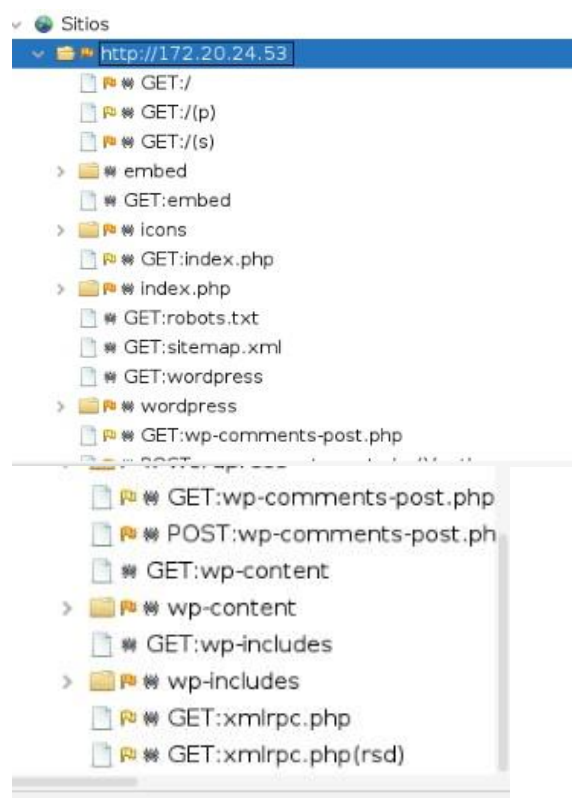 Sitios
http://172.20.24.53
GET:/
GET:/(p)
GET:/(s)
embed
GET:embed
icons
GET:index.php
index.php
GET:robots.txt
GET:sitemap.xml
GET:wordpress
wordpress
GET:wp-comments-post.php
GET:wp-comments-post.php
POST:wp-comments-post.ph
GET:wp-content
wp-content
GET:wp-includes
wp-includes
GET:xmlrpc.php
GET:xmlrpc.php(rsd)